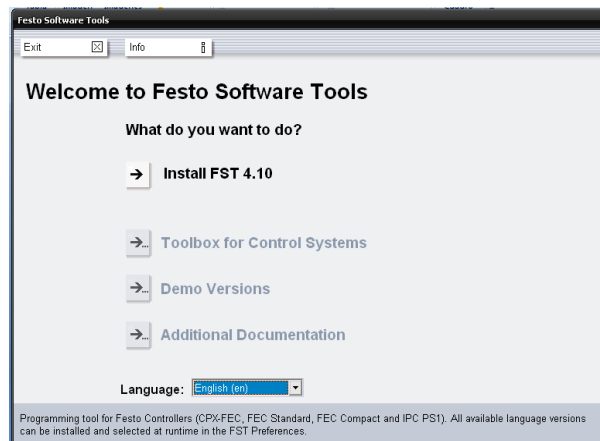 Festo Software Tools
Exit
Info
Welcome to Festo Software Tools
What do you want to do?
Install FST 4.10
Toolbox for Control Systems
Demo Versions
Additional Documentation
Language: English (en)
Programming tool for Festo Controllers (CPX-FEC, FEC Standard, FEC Compact and IPC PS1). All available language versions
can be installed and selected at runtime in the FST Preferences.